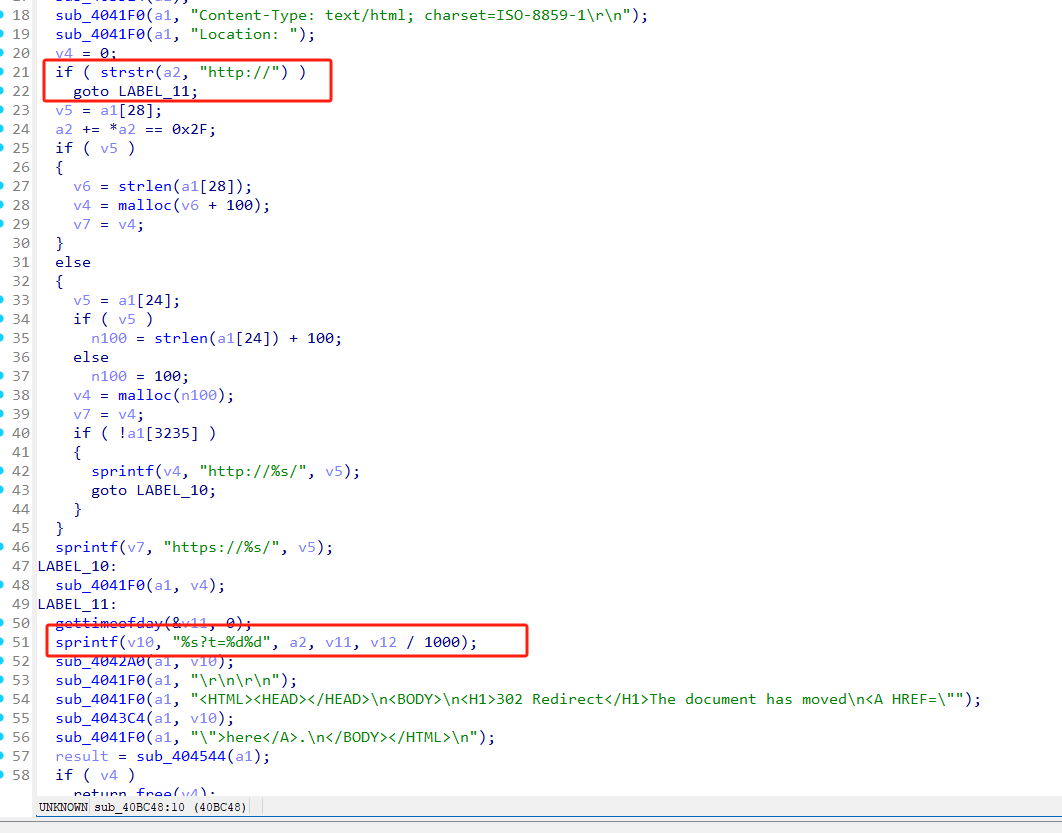 18 sub_4041F0(a1, "Content-Type: text/html; charset=ISO-8859-1\r\n");
19 sub_4041F0(a1, "Location: ");
20 v4 = 0;
21 if ( strstr(a2, "http://") )
22 goto LABEL_11;
23 v5 = a1[28];
24 a2 += *a2 == 0x2F;
25 if ( v5 )
26 {
27 v6 = strlen(a1[28]);
28 v4 = malloc(v6 + 100);
29 v7 = v4;
30 }
31 else
32 {
33 v5 = a1[24];
34 if ( v5 )
35 n100 = strlen(a1[24]) + 100;
36 else
37 n100 = 100;
38 v4 = malloc(n100);
39 v7 = v4;
40 if ( !a1[3235] )
41 {
42 sprintf(v4, "http://%s/", v5);
43 goto LABEL_10;
44 }
45 }
46 sprintf(v7, "https://%s/", v5);
47 LABEL_10:
48 sub_4041F0(a1, v4);
49 LABEL_11:
50 gettimeofday(&v11, 0);
51 sprintf(v10, "%s?t=%d%d", a2, v11, v12 / 1000);
52 sub_4042A0(a1, v10);
53 sub_4041F0(a1, "\r\n\r\n");
54 sub_4041F0(a1, "<HTML><HEAD></HEAD>\n<BODY>\n<H1>302 Redirect</H1>The document has moved\n<A HREF=\"");
55 sub_4043C4(a1, v10);
56 sub_4041F0(a1, "\">here</A>.\n</BODY></HTML>\n");
57 result = sub_404544(a1);
58 if ( v4 )
return free(v4);
UNKNOWN sub_40BC48:10 (40BC48)